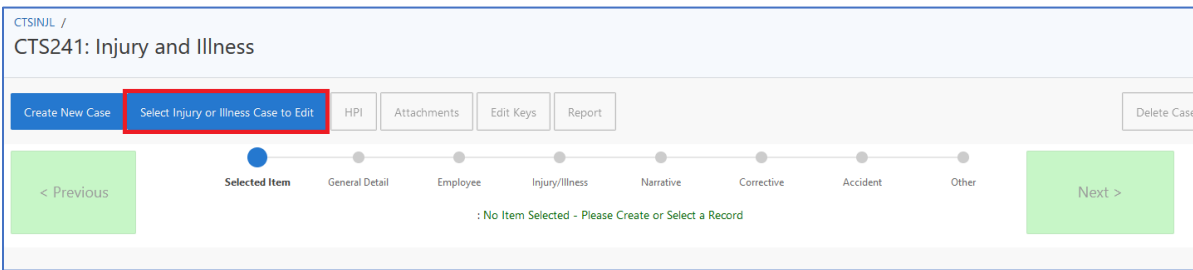 CTSINJL /
CTS241: Injury and Illness
Create New Case Select Injury or Illness Case to Edit HPI Attachments Edit Keys Report Delete Case
< Previous
Selected Item General Detail Employee Injury/Illness Narrative Corrective Accident Other
Next >
: No Item Selected - Please Create or Select a Record